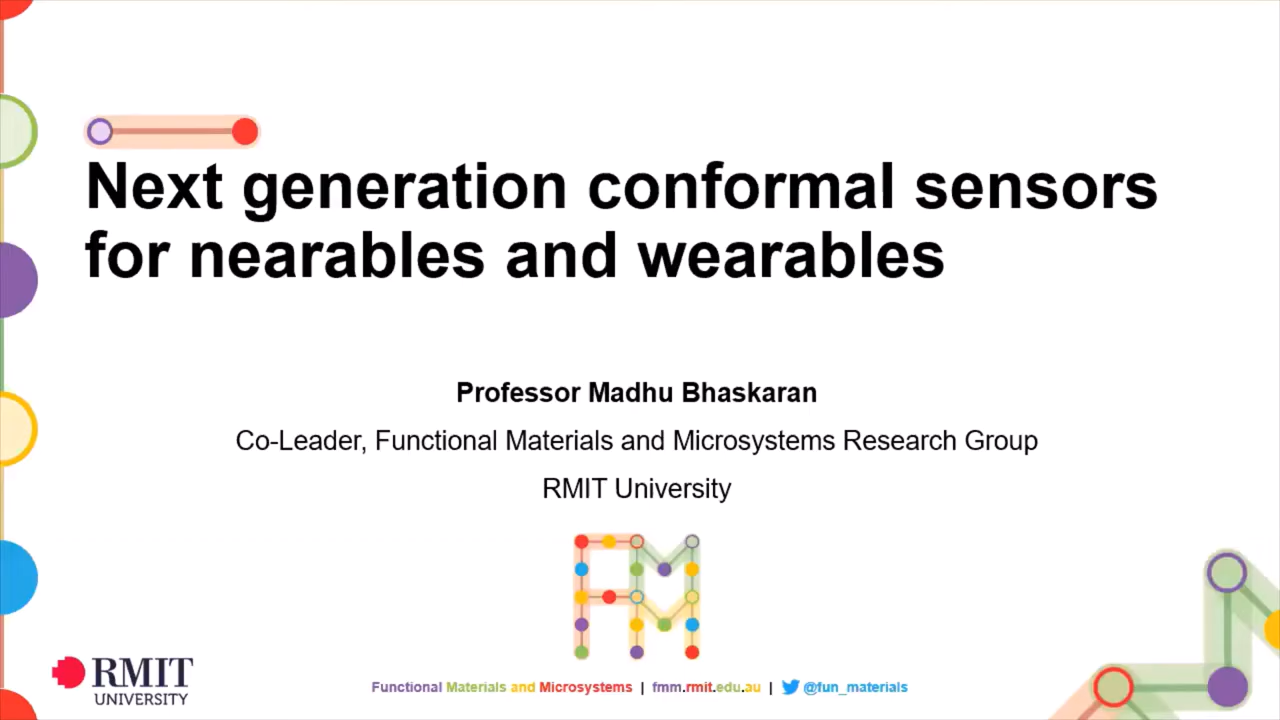 Next generation conformal sensors
for nearables and wearables
Professor Madhu Bhaskaran
Co-Leader, Functional Materials and Microsystems Research Group
RMIT University
FM
RMIT
UNIVERSITY
Functional Materials and Microsystems | fmm.rmit.edu.au | @fun_materials